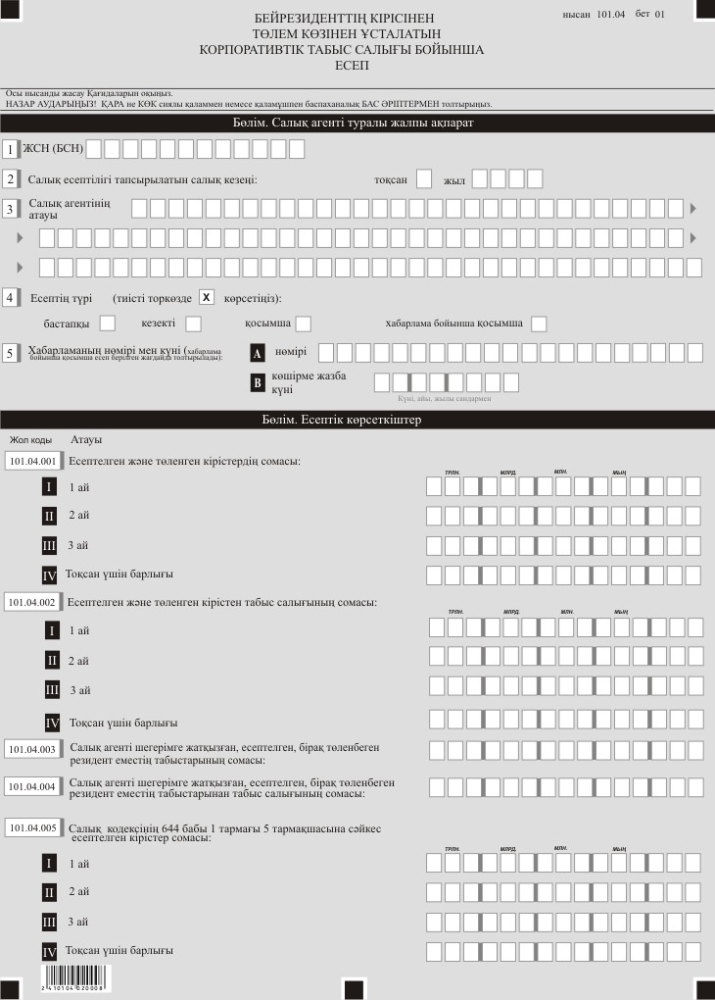 БЕЙРЕЗИДЕНТТІҢ КІРІСІНЕН
ТӨЛЕМ КӨЗІНЕН ҰСТАЛАТЫН
КОРПОРАТИВТІК ТАБЫС САЛЫҒЫ БОЙЫНША
ЕСЕП
нысан 101.04 бет 01
Осы нысанды жасау Қағидаларын оқыңыз.
НАЗАР АУДАРЫҢЫЗ! ҚАРА не КӨК сиялы қаламмен немесе қаламұшпен баспаханалық БАС ӘРІПТЕРМЕН толтырыңыз.
Бөлім. Салық агенті туралы жалпы ақпарат
1 ЖСН (БСН)
2 Салық есептілігі тапсырылатын салық кезеңі: тоқсан жыл
3 Салық агентінің
атауы
4 Есептің түрі (тиісті торкөзде X көрсетіңіз):
бастапқы кезекті қосымша хабарлама бойынша қосымша
5 Хабарламаның нөмірі мен күні (хабарлама
бойынша қосымша есеп берілген жағдайда толтырылады):
A нөмірі
B көшірме жазба
күні
Күні, айы, жылы сандармен
Бөлім. Есептік көрсеткіштер
Жол коды Атауы
101.04.001 Есептелген және төленген кірістердің сомасы:
ТРЛН. МЛРД. МЛН. МЫҢ
I 1 ай
II 2 ай
III 3 ай
IV Тоқсан үшін барлығы
101.04.002 Есептелген және төленген кірістен табыс салығының сомасы:
ТРЛН. МЛРД. МЛН. МЫҢ
I 1 ай
II 2 ай
III 3 ай
IV Тоқсан үшін барлығы
101.04.003 Салық агенті шегерімге жатқызған, есептелген, бірақ төленбеген
резидент еместің табыстарының сомасы:
101.04.004 Салық агенті шегерімге жатқызған, есептелген, бірақ төленбеген
резидент еместің табыстарынан табыс салығының сомасы:
101.04.005 Салық кодексінің 644 бабы 1 тармағы 5 тармақшасына сәйкес
есептелген кірістер сомасы:
ТРЛН. МЛРД. МЛН. МЫҢ
I 1 ай
II 2 ай
III 3 ай
IV Тоқсан үшін барлығы
2 410104 020008